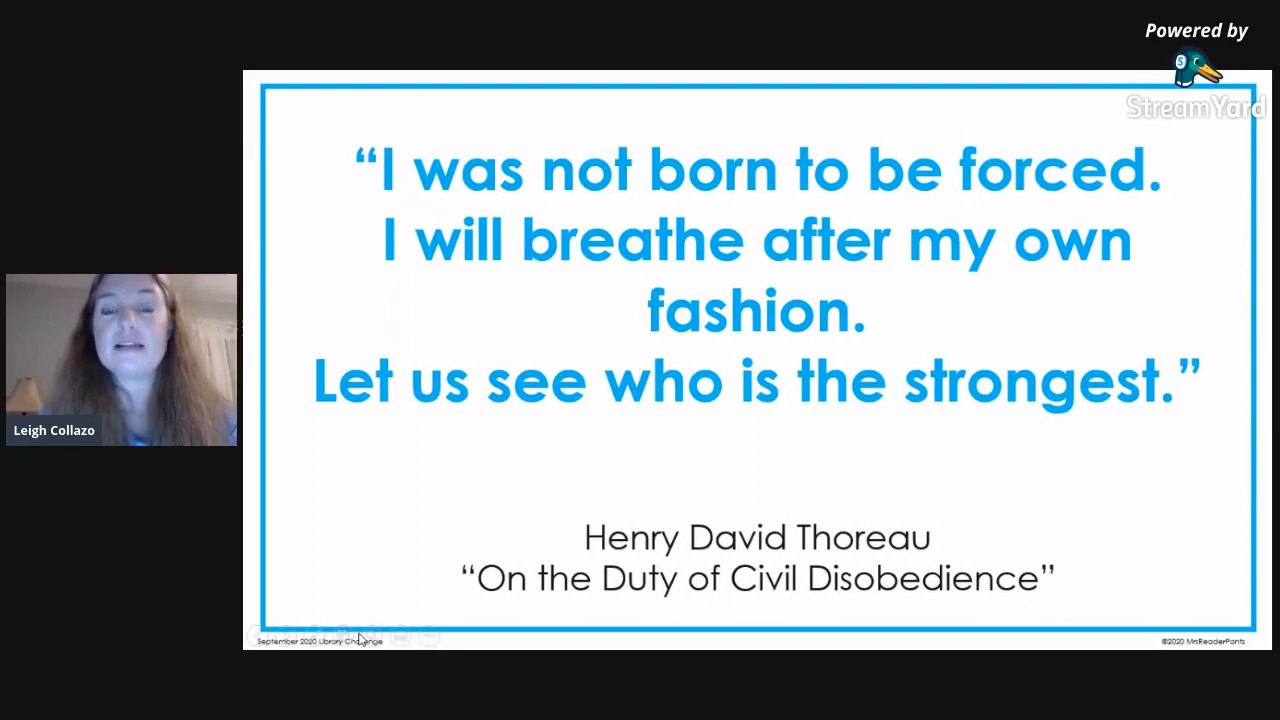 Powered by
StreamYard
“I was not born to be forced.
I will breathe after my own
fashion.
Let us see who is the strongest.”
Leigh Collazo
Henry David Thoreau
“On the Duty of Civil Disobedience”
September 2020 Library Challenge
©2020 MrsReaderPants